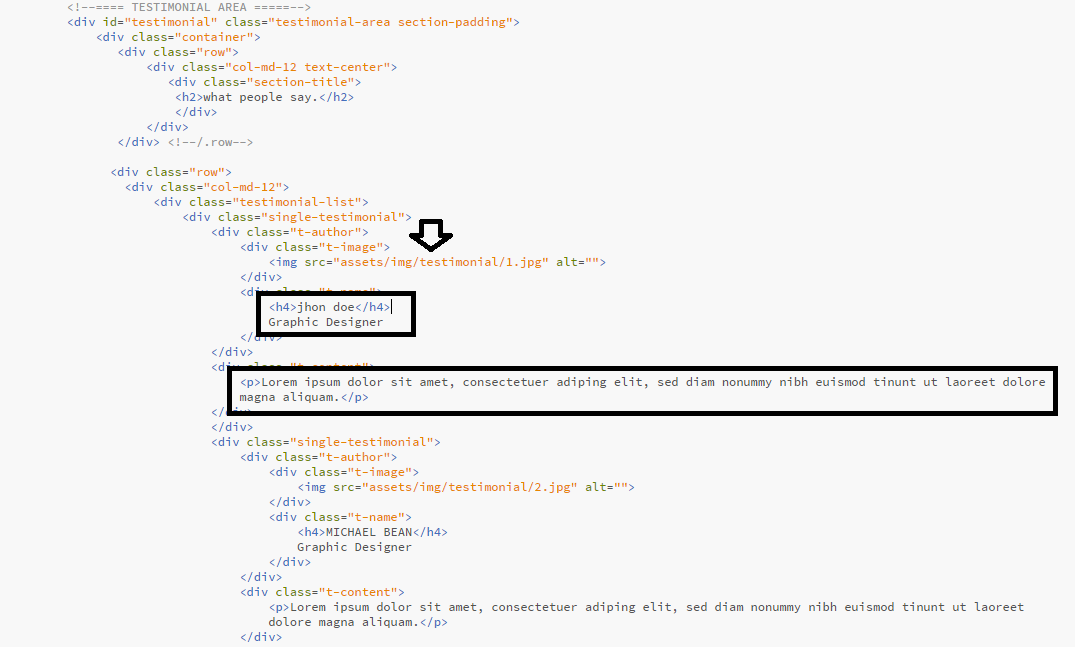 <!--==== TESTIMONIAL AREA =====-->
<div id="testimonial" class="testimonial-area section-padding">
<div class="container">
<div class="row">
<div class="col-md-12 text-center">
<div class="section-title">
<h2>what people say.</h2>
</div>
</div>
</div> <!--/.row-->
<div class="row">
<div class="col-md-12">
<div class="testimonial-list">
<div class="single-testimonial">
<div class="t-author">
<div class="t-image">
<img src="assets/img/testimonial/1.jpg" alt="">
</div>
<div class="t-name">
<h4>jhon doe</h4>
Graphic Designer
</div>
</div>
<div class="t-content">
<p>Lorem ipsum dolor sit amet, consectetuer adiping elit, sed diam nonummy nibh euismod tinunt ut laoreet dolore
magna aliquam.</p>
</div>
</div>
<div class="single-testimonial">
<div class="t-author">
<div class="t-image">
<img src="assets/img/testimonial/2.jpg" alt="">
</div>
<div class="t-name">
<h4>MICHAEL BEAN</h4>
Graphic Designer
</div>
</div>
<div class="t-content">
<p>Lorem ipsum dolor sit amet, consectetuer adiping elit, sed diam nonummy nibh euismod tinunt ut laoreet
dolore magna aliquam.</p>
</div>